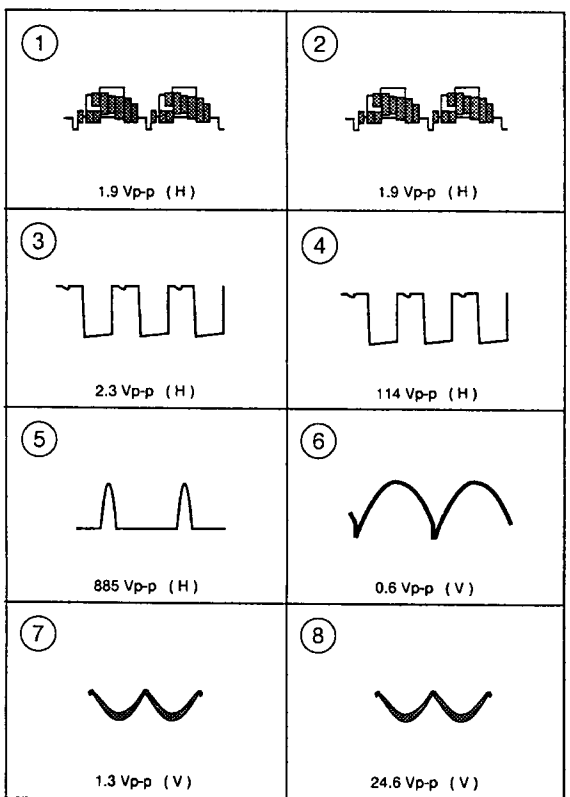 1
2
1.9 Vp-p (H)
1.9 Vp-p (H)
3
4
2.3 Vp-p (H)
114 Vp-p (H)
5
6
885 Vp-p (H)
0.6 Vp-p (V)
7
8
1.3 Vp-p (V)
24.6 Vp-p (V)